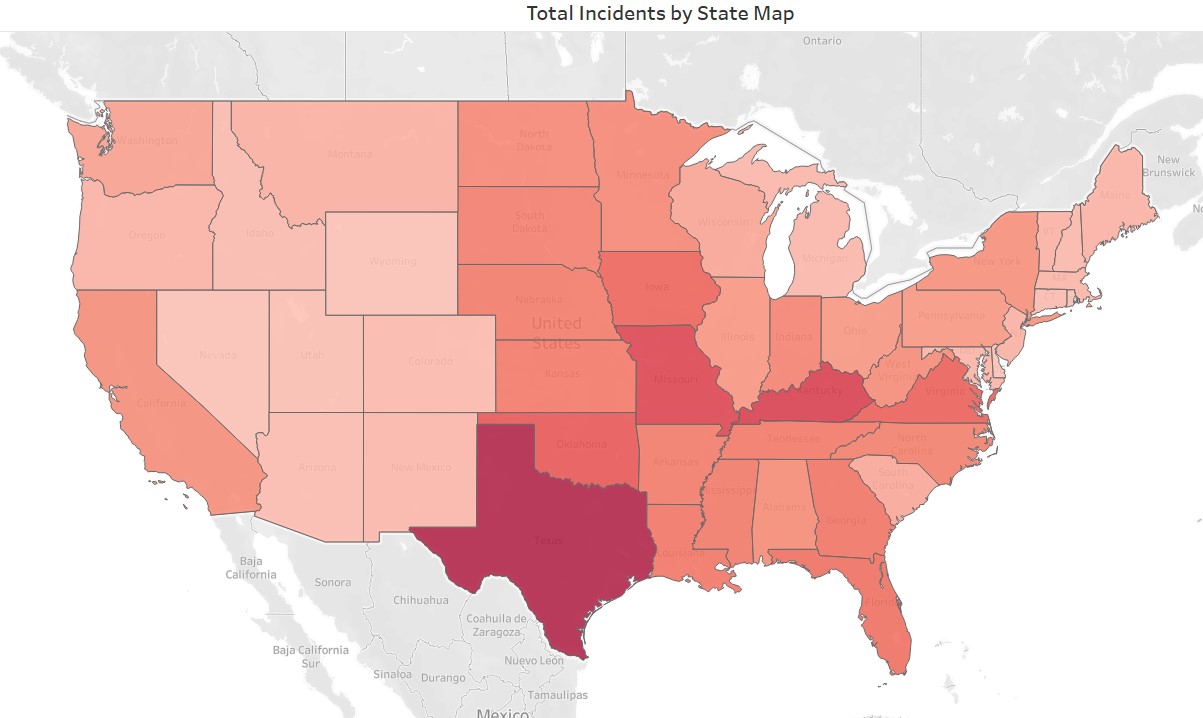 Total Incidents by State Map
Ontario
New
Brunswick
Washington
Montana
North
Dakota
Minnesota
Maine
Oregon
Idaho
Wyoming
South
Dakota
Wisconsin
Michigan
New York
Iowa
Nebraska
United
States
Illinois
Indiana
Ohio
Pennsylvania
Nevada
Utah
Colorado
Kansas
Missouri
West
Virginia
Kentucky
Virginia
California
Arizona
New Mexico
Oklahoma
Arkansas
Tennessee
North
Carolina
South
Carolina
Mississippi
Alabama
Georgia
Texas
Louisiana
Florida
Baja
California
Sonora
Chihuahua
Coahuila de
Zaragoza
Baja California
Sur
Sinaloa
Durango
Nuevo León
Tamaulipas
Mexico